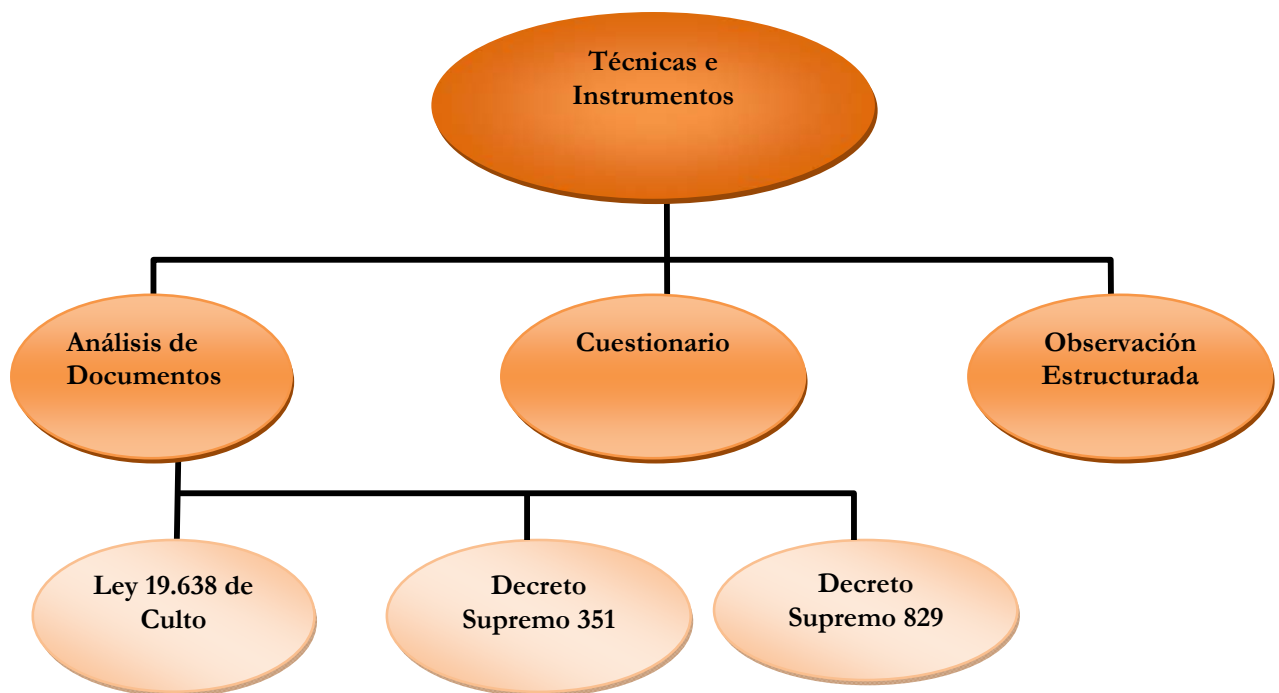 Técnicas e
Instrumentos
Análisis de
Documentos
Cuestionario
Observación
Estructurada
Ley 19.638 de
Culto
Decreto
Supremo 351
Decreto
Supremo 829